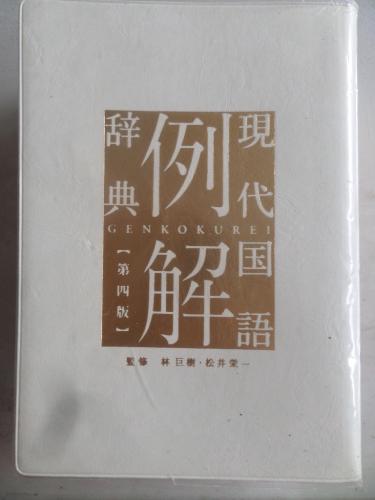 現代国語
例解
辞典
GENKOKUREI
【第四版】
監修 林巨樹・松井栄一